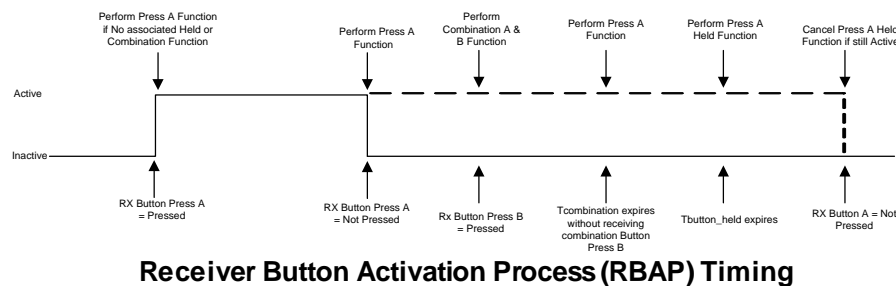 Perform Press A Function
if No associated Held or
Combination Function
Perform Press A
Function
Perform
Combination A &
B Function
Perform Press A
Function
Perform Press A
Held Function
Cancel Press A Held
Function if still Active
Active
Inactive
RX Button Press A
= Pressed
RX Button Press A
= Not Pressed
Rx Button Press B
= Pressed
Tcombination expires
without receiving
combination Button
Press B
Tbutton_held expires
RX Button A = Not
Pressed
Receiver Button Activation Process (RBAP) Timing